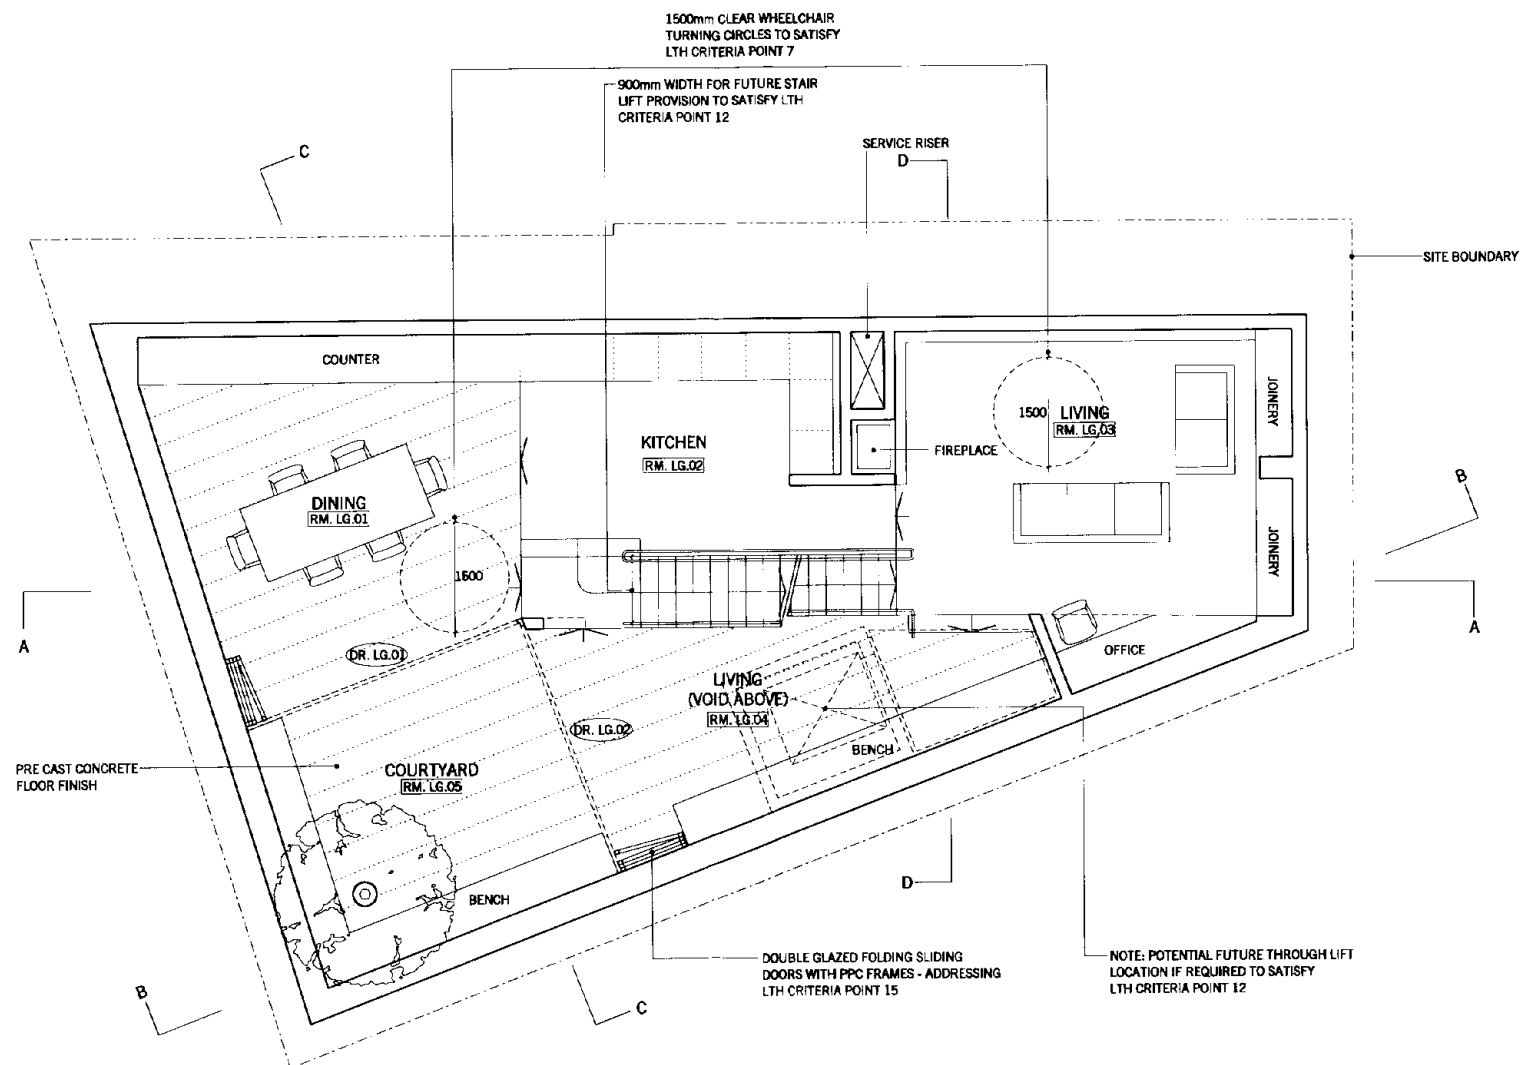 1500mm CLEAR WHEELCHAIR
TURNING CIRCLES TO SATISFY
LTH CRITERIA POINT 7
900mm WIDTH FOR FUTURE STAIR
LIFT PROVISION TO SATISFY LTH
CRITERIA POINT 12
SERVICE RISER
C
D
SITE BOUNDARY
COUNTER
JOINERY
1500
LIVING
RM. LG.03
KITCHEN
RM. LG.02
FIREPLACE
B
DINING
RM. LG.01
JOINERY
1500
A
A
DR. LG.01
OFFICE
LIVING
(VOID ABOVE)
RM. LG.04
DR. LG.02
BENCH
PRE CAST CONCRETE
FLOOR FINISH
COURTYARD
RM. LG.05
D
BENCH
DOUBLE GLAZED FOLDING SLIDING
DOORS WITH PPC FRAMES - ADDRESSING
LTH CRITERIA POINT 15
NOTE: POTENTIAL FUTURE THROUGH LIFT
LOCATION IF REQUIRED TO SATISFY
LTH CRITERIA POINT 12
B
C